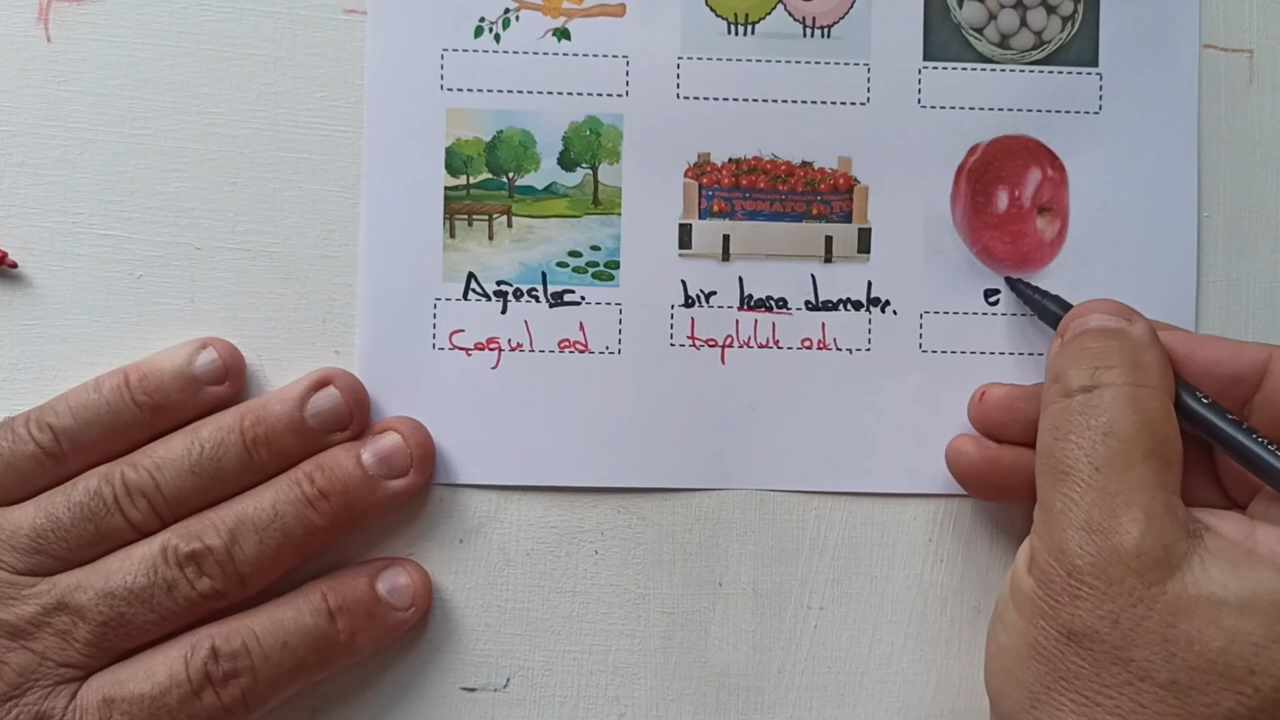 TOMATO
Ağaçlar.
bir kasa domates.
e
Çoğul ad.
topluluk adı.